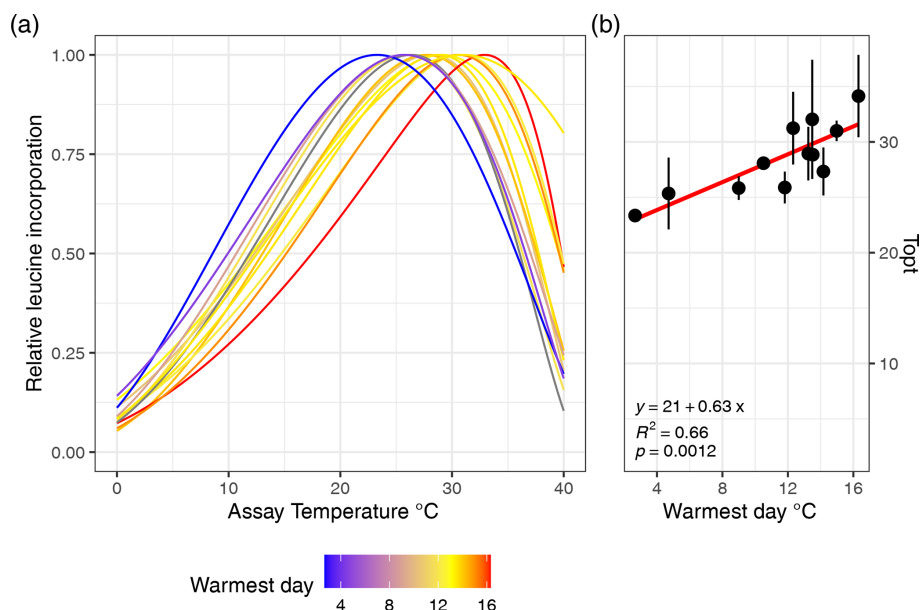 (a)
(b)
Relative leucine incorporation
1.00
0.75
0.50
0.25
0.00
0 10 20 30 40
Assay Temperature °C
y = 21 + 0.63 x
R² = 0.66
p = 0.0012
4 8 12 16
Warmest day °C
30
20
10
Topt
Warmest day
4 8 12 16